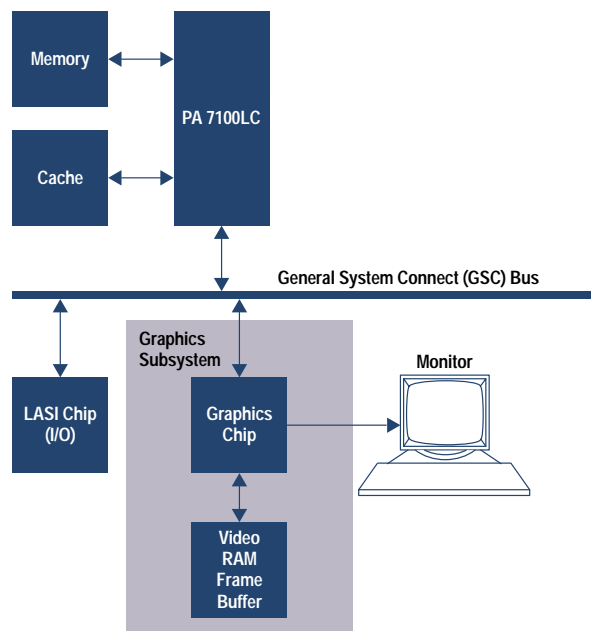 Memory
PA 7100LC
Cache
General System Connect (GSC) Bus
Graphics
Subsystem
Monitor
LASI Chip
(I/O)
Graphics
Chip
Video
RAM
Frame
Buffer